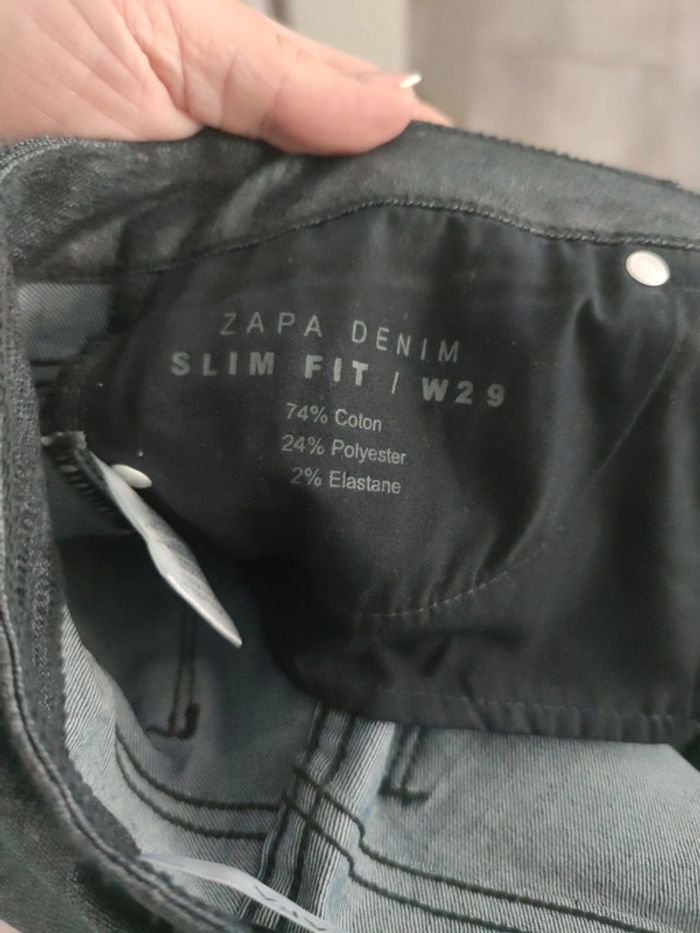 ZAPA DENIM
SLIM FIT / W29
74% Coton
24% Polyester
2% Elastane